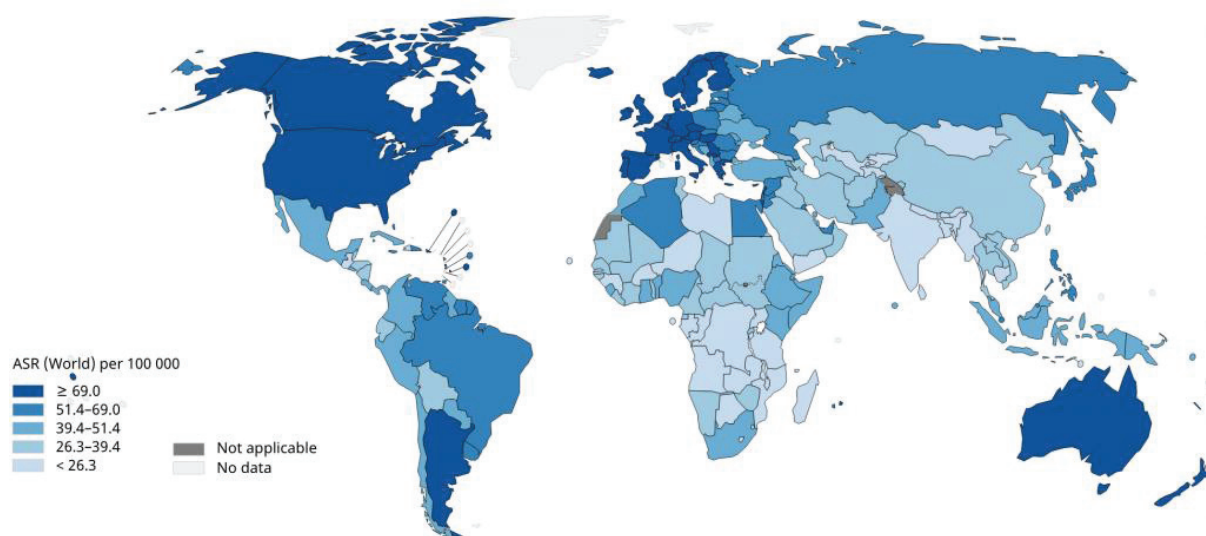 ASR (World) per 100 000
≥ 69.0
51.4–69.0
39.4–51.4
26.3–39.4
< 26.3
Not applicable
No data